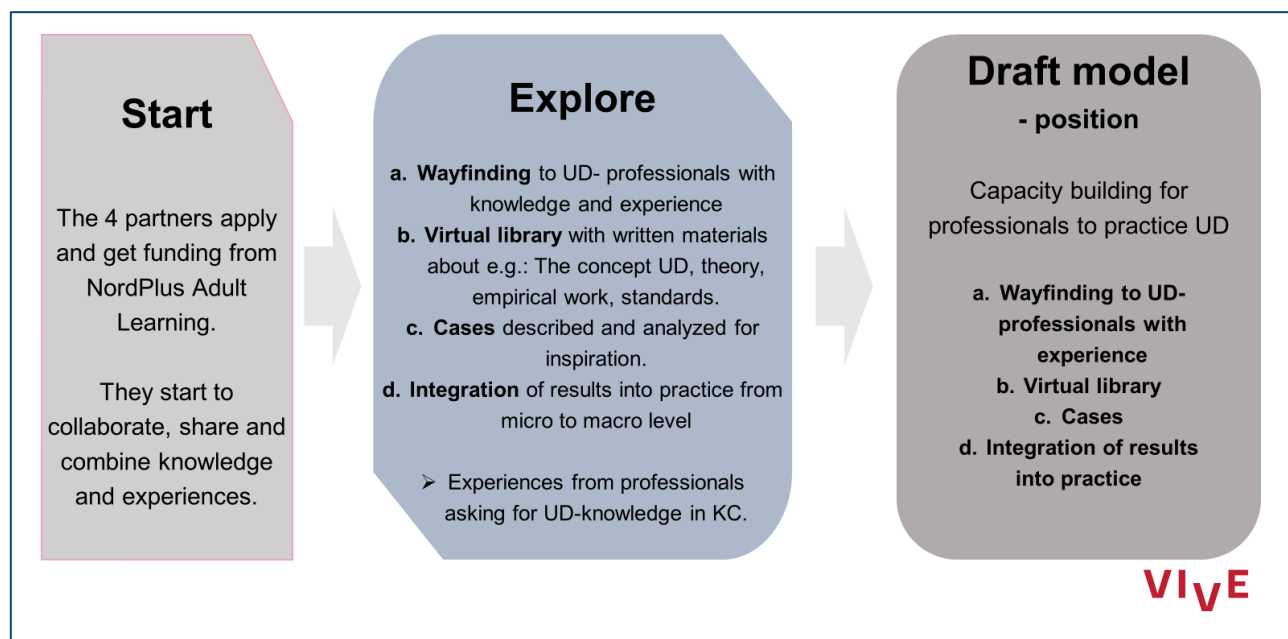 Start
The 4 partners apply
and get funding from
NordPlus Adult
Learning.
They start to
collaborate, share and
combine knowledge
and experiences.
Explore
a. Wayfinding to UD- professionals with
knowledge and experience
b. Virtual library with written materials
about e.g.: The concept UD, theory,
empirical work, standards.
c. Cases described and analyzed for
inspiration.
d. Integration of results into practice from
micro to macro level
➢ Experiences from professionals
asking for UD-knowledge in KC.
Draft model
- position
Capacity building for
professionals to practice UD
a. Wayfinding to UD-
professionals with
experience
b. Virtual library
c. Cases
d. Integration of results
into practice
VIVE